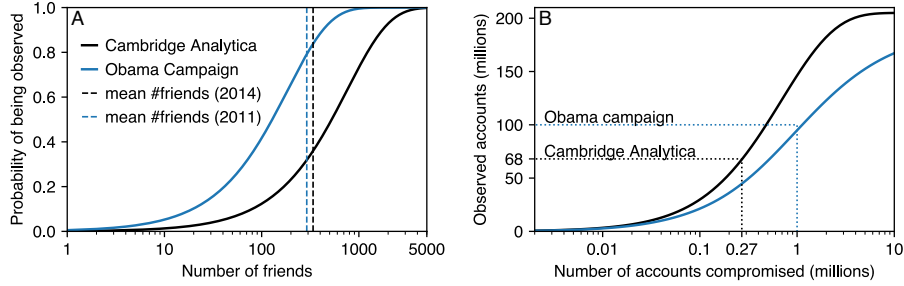 A
Probability of being observed
1.0
0.8
0.6
0.4
0.2
0.0
Cambridge Analytica
Obama Campaign
mean #friends (2014)
mean #friends (2011)
1
10
100
1000
5000
Number of friends
B
Observed accounts (millions)
200
150
100
68
50
0
Obama campaign
Cambridge Analytica
0.01
0.1
0.27
1
10
Number of accounts compromised (millions)